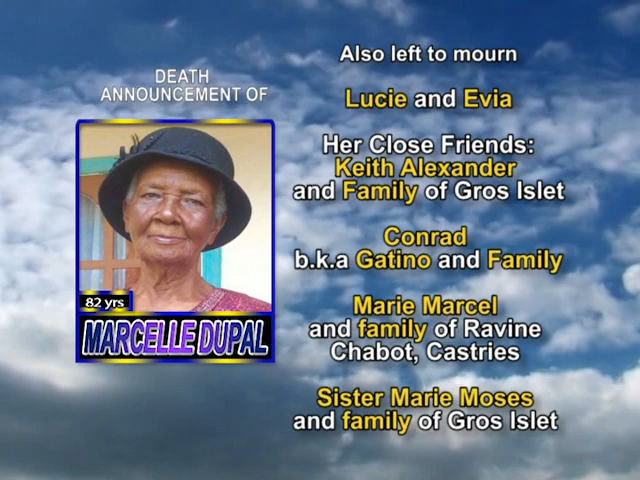 DEATH
ANNOUNCEMENT OF
82 yrs
MARCELLE DUPAL
Also left to mourn
Lucie and Evia
Her Close Friends:
Keith Alexander
and Family of Gros Islet
Conrad
b.k.a Gatino and Family
Marie Marcel
and family of Ravine
Chabot, Castries
Sister Marie Moses
and family of Gros Islet